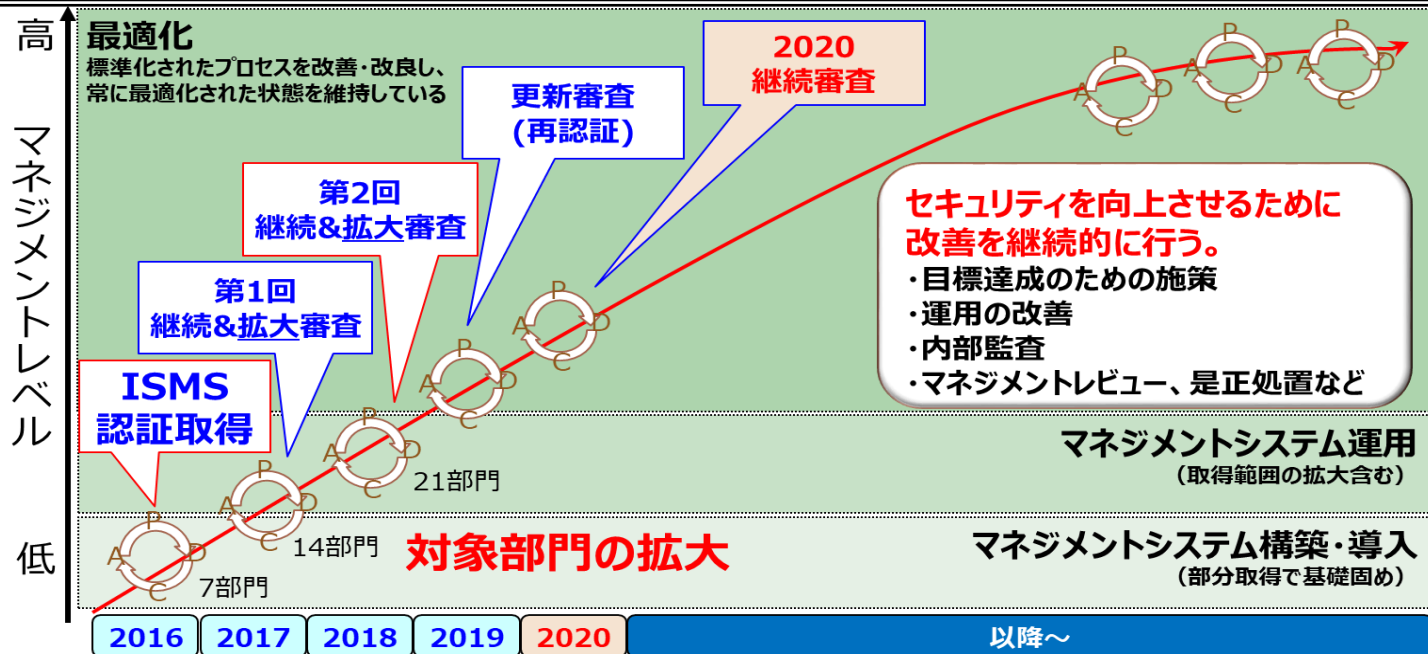 高
マネジメントレベル
低
最適化
標準化されたプロセスを改善・改良し、
常に最適化された状態を維持している
ISMS
認証取得
第1回
継続&拡大審査
第2回
継続&拡大審査
更新審査
(再認証)
2020
継続審査
P
D
C
A
P
D
C
A
P
D
C
A
P
D
C
A
P
D
C
A
P
D
C
A
P
D
C
A
P
D
C
A
7部門
14部門
21部門
対象部門の拡大
セキュリティを向上させるために
改善を継続的に行う。
・目標達成のための施策
・運用の改善
・内部監査
・マネジメントレビュー、是正処置など
マネジメントシステム運用
(取得範囲の拡大含む)
マネジメントシステム構築・導入
(部分取得で基礎固め)
2016
2017
2018
2019
2020
以降～